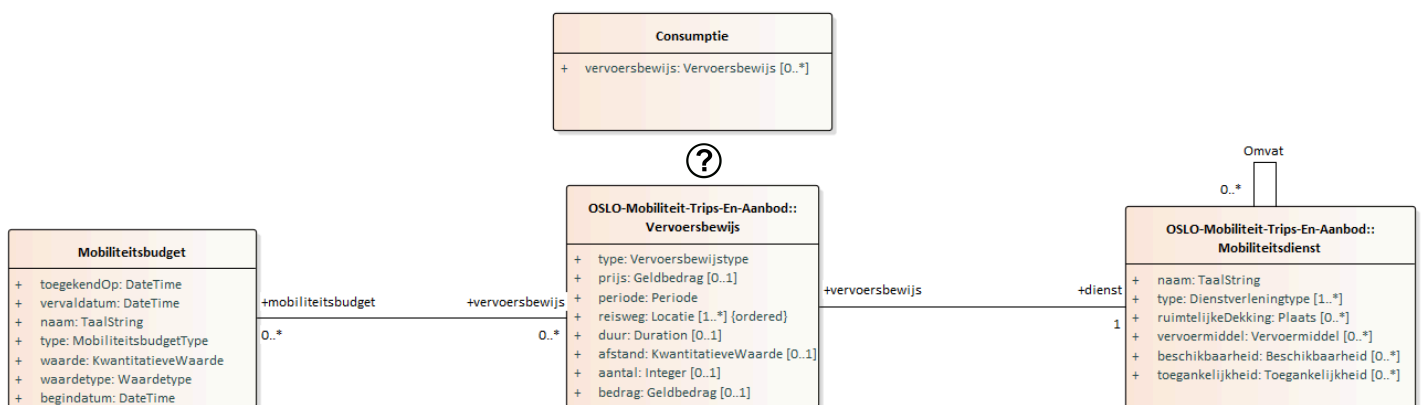 Consumptie
+ vervoersbewijs: Vervoersbewijs [0..*]
?
Omvat
0..*
OSLO-Mobiliteit-Trips-En-Aanbod::
Vervoersbewijs
+ type: Vervoersbewijstype
+ prijs: Geldbedrag [0..1]
+ periode: Periode
+ reisweg: Locatie [1..*] {ordered}
+ duur: Duration [0..1]
+ afstand: KwantitatieveWaarde [0..1]
+ aantal: Integer [0..1]
+ bedrag: Geldbedrag [0..1]
OSLO-Mobiliteit-Trips-En-Aanbod::
Mobiliteitsdienst
+ naam: TaalString
+ type: Dienstverleningtype [1..*]
+ ruimtelijkeDekking: Plaats [0..*]
+ vervoermiddel: Vervoermiddel [0..*]
+ beschikbaarheid: Beschikbaarheid [0..*]
+ toegankelijkheid: Toegankelijkheid [0..*]
Mobiliteitsbudget
+ toegekendOp: DateTime
+ vervaldatum: DateTime
+ naam: TaalString
+ type: MobiliteitsbudgetType
+ waarde: KwantitatieveWaarde
+ waardetype: Waardetype
+ begindatum: DateTime
+mobiliteitsbudget
0..*
+vervoersbewijs
0..*
+vervoersbewijs
+dienst
1